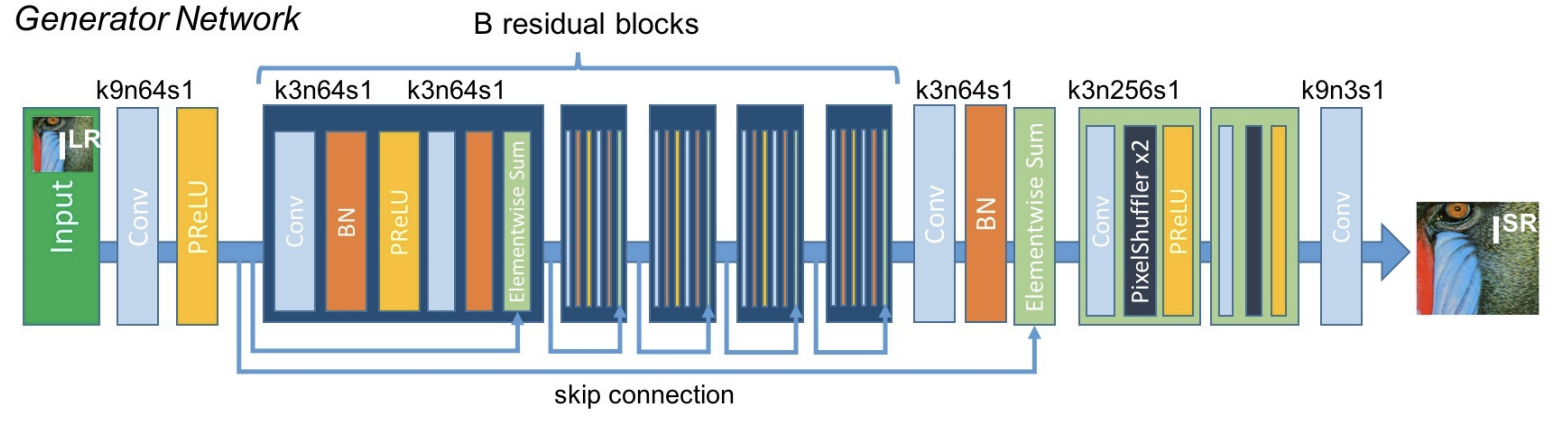 Generator Network
B residual blocks
k9n64s1
k3n64s1
k3n64s1
k3n64s1
k3n256s1
k9n3s1
I^LR
Input
Conv
PReLU
Conv
BN
PReLU
Elementwise Sum
Conv
BN
Elementwise Sum
Conv
PixelShuffler x2
PReLU
Conv
I^SR
skip connection